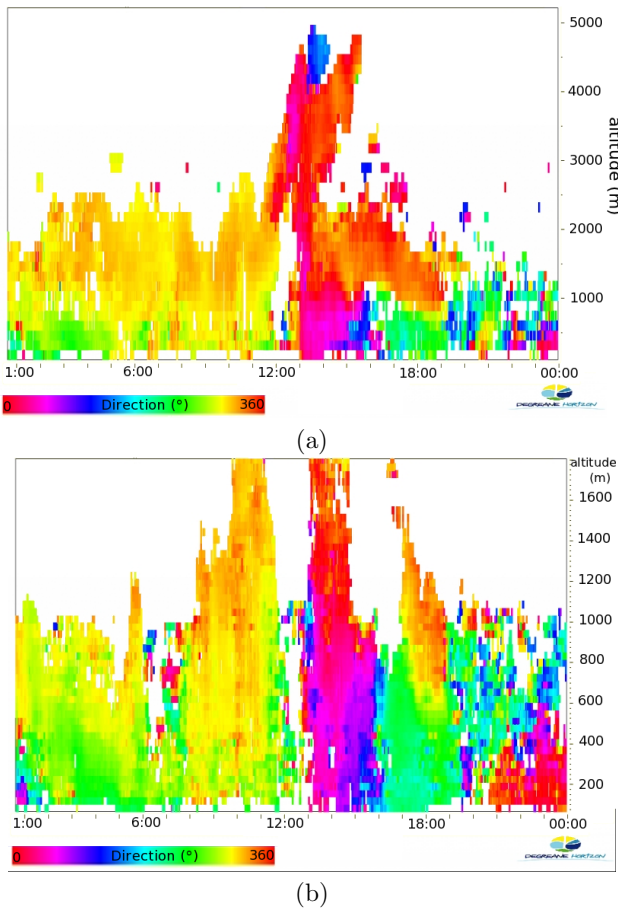 5000
4000
3000
2000
1000
altitude (m)
1:00 6:00 12:00 18:00 00:00
0 Direction (°) 360
DEGREANE HORIZON
(a)
altitude
(m)
1600
1400
1200
1000
800
600
400
200
1:00 6:00 12:00 18:00 00:00
0 Direction (°) 360
DEGREANE HORIZON
(b)